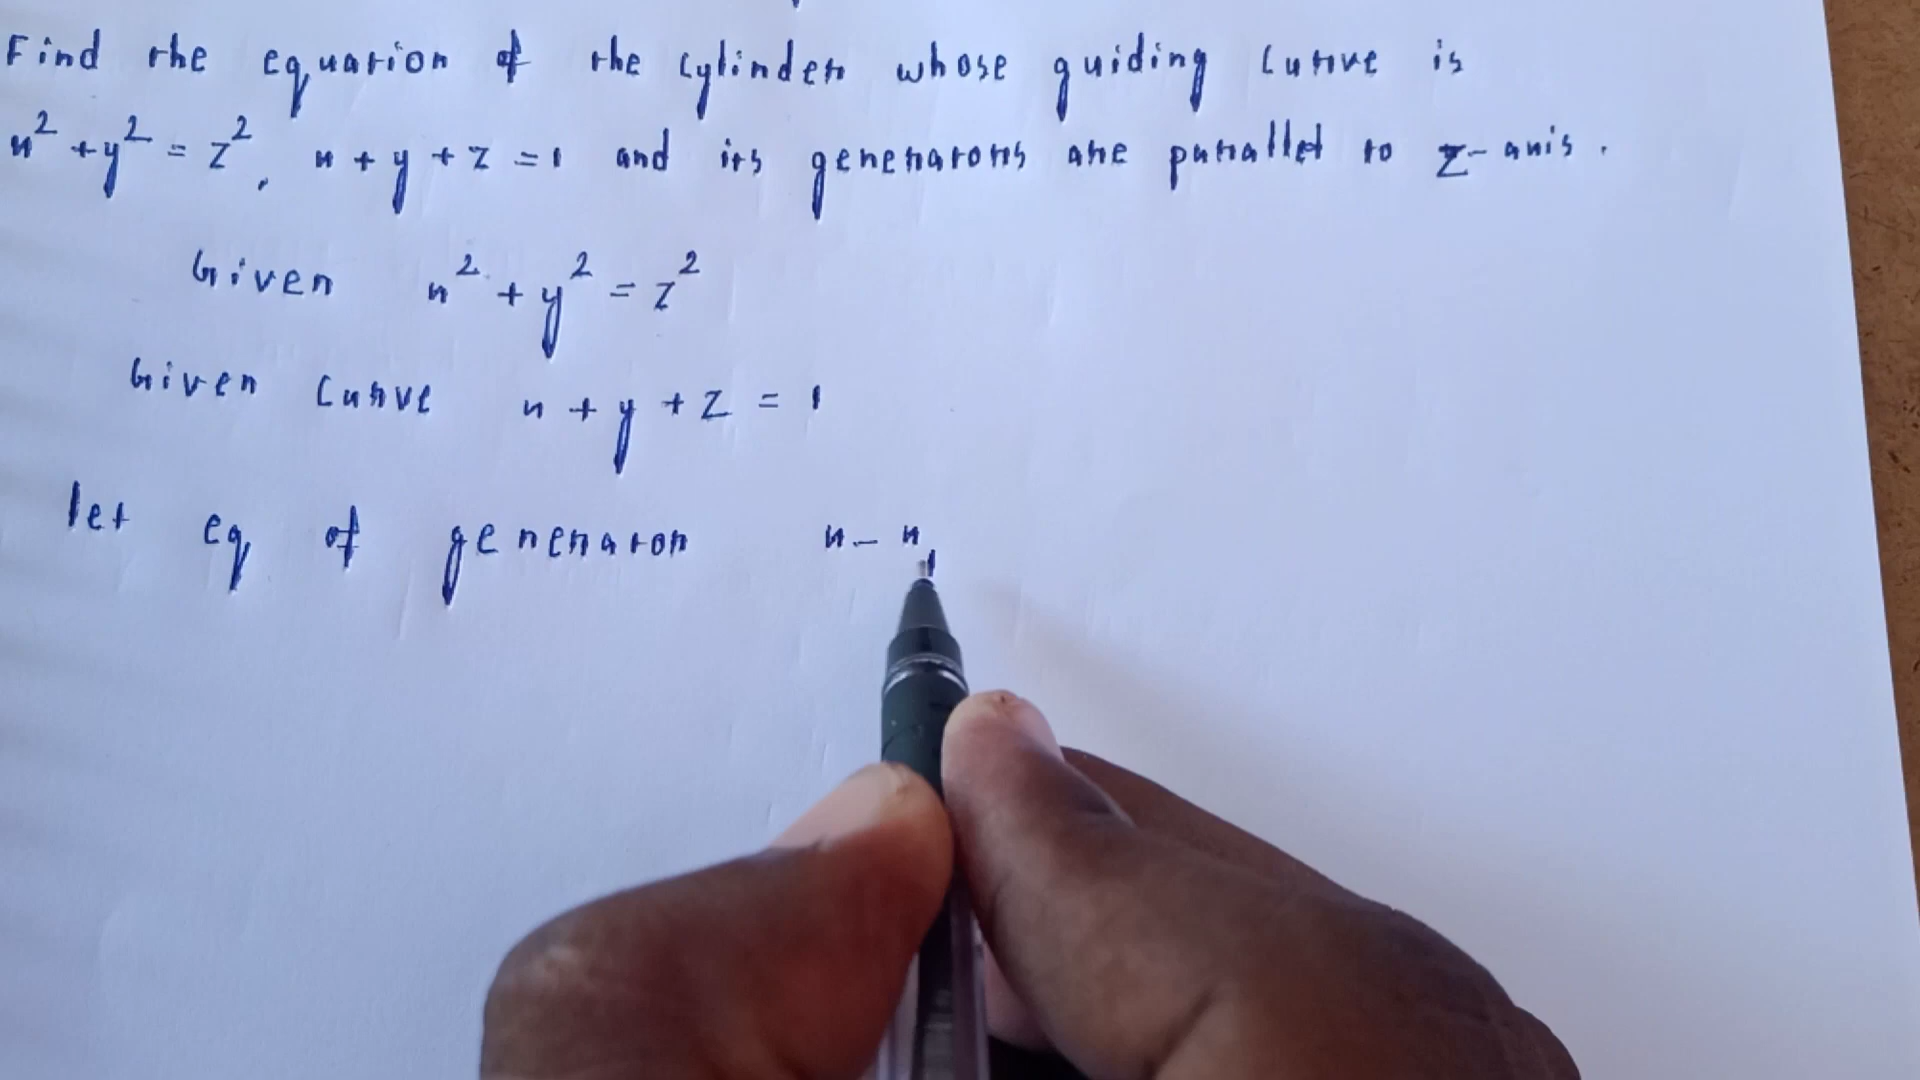 Find the equation of the cylinder whose guiding curve is
x² + y² = z², x + y + z = 1 and its generators are parallel to z-axis.
Given x² + y² = z²
Given curve x + y + z = 1
let eq of generator x - x₁